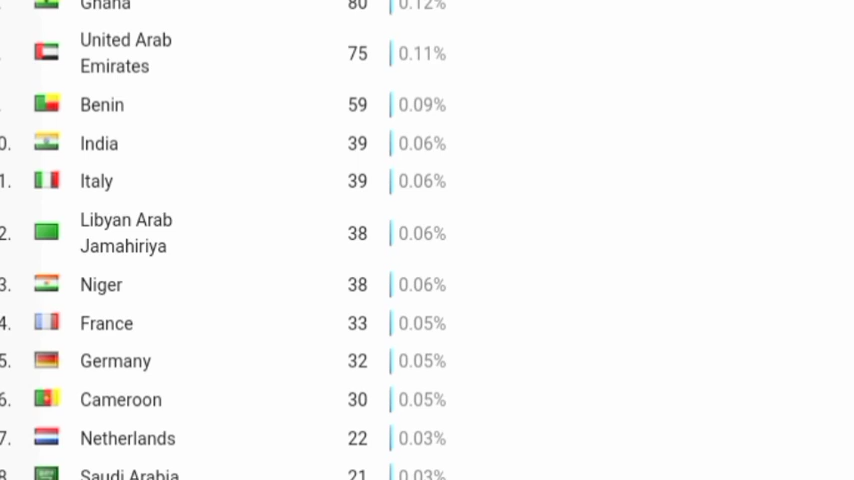 Ghana 80 0.12%
United Arab
Emirates 75 0.11%
Benin 59 0.09%
0. India 39 0.06%
1. Italy 39 0.06%
2. Libyan Arab
Jamahiriya 38 0.06%
3. Niger 38 0.06%
4. France 33 0.05%
5. Germany 32 0.05%
6. Cameroon 30 0.05%
7. Netherlands 22 0.03%
8. Saudi Arabia 21 0.03%